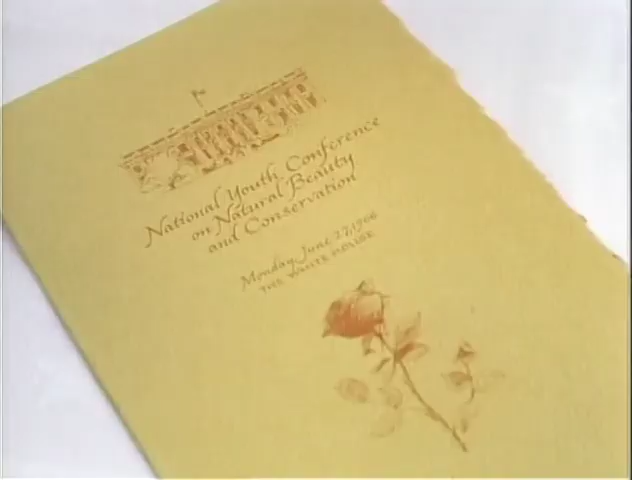 National Youth Conference
on Natural Beauty
and Conservation
Monday, June 27, 1966
THE WHITE HOUSE